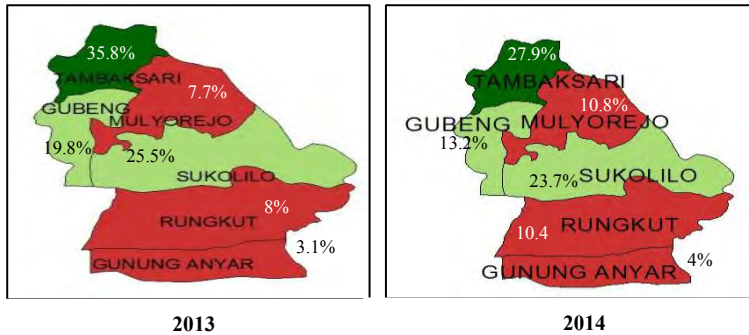 35.8%
TAMBAKSARI
7.7%
GUBENG
MULYOREJO
19.8%
25.5%
SUKOLILO
8%
RUNGKUT
3.1%
GUNUNG ANYAR
2013
27.9%
TAMBAKSARI
10.8%
GUBENG
MULYOREJO
13.2%
23.7%
SUKOLILO
RUNGKUT
10.4
4%
GUNUNG ANYAR
2014